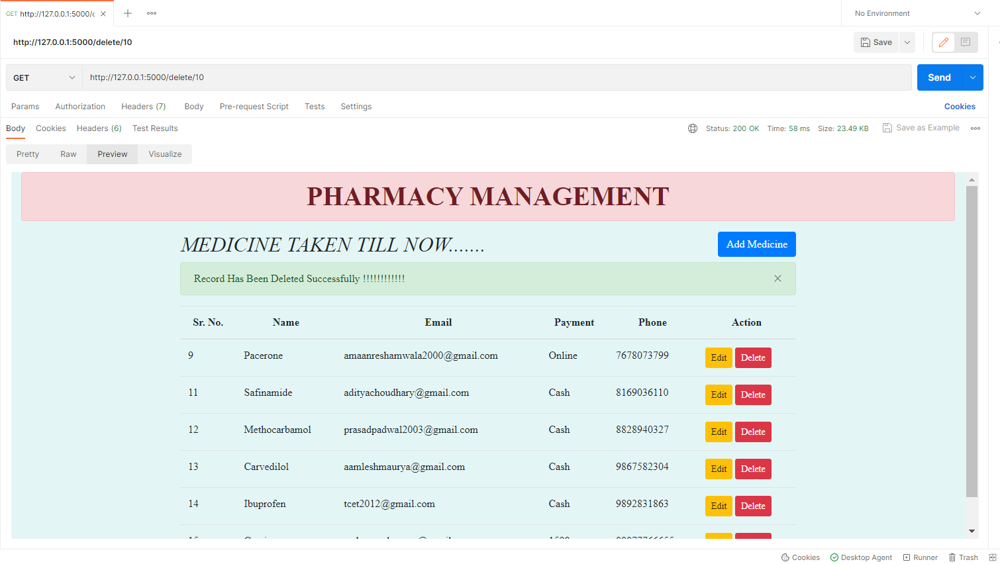 GET http://127.0.0.1:5000/d
No Environment
http://127.0.0.1:5000/delete/10
Save
GET http://127.0.0.1:5000/delete/10
Send
Params Authorization Headers (7) Body Pre-request Script Tests Settings
Cookies
Body Cookies Headers (6) Test Results
Status: 200 OK Time: 58 ms Size: 23.49 KB Save as Example
Pretty Raw Preview Visualize
PHARMACY MANAGEMENT
MEDICINE TAKEN TILL NOW.......
Add Medicine
Record Has Been Deleted Successfully !!!!!!!!!!!!
Sr. No. Name Email Payment Phone Action
9 Pacerone amaanreshamwala2000@gmail.com Online 7678073799 Edit Delete
11 Safinamide adityachoudhary@gmail.com Cash 8169036110 Edit Delete
12 Methocarbamol prasadpadwal2003@gmail.com Cash 8828940327 Edit Delete
13 Carvedilol aamleshmaurya@gmail.com Cash 9867582304 Edit Delete
14 Ibuprofen tcet2012@gmail.com Cash 9892831863 Edit Delete
Cookies Desktop Agent Runner Trash